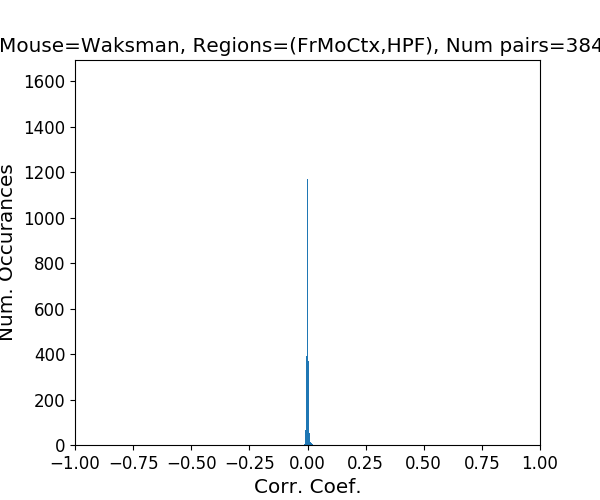 Mouse=Waksman, Regions=(FrMoCtx,HPF), Num pairs=384
1600
1400
1200
1000
800
600
400
200
0
Num. Occurances
−1.00 −0.75 −0.50 −0.25 0.00 0.25 0.50 0.75 1.00
Corr. Coef.